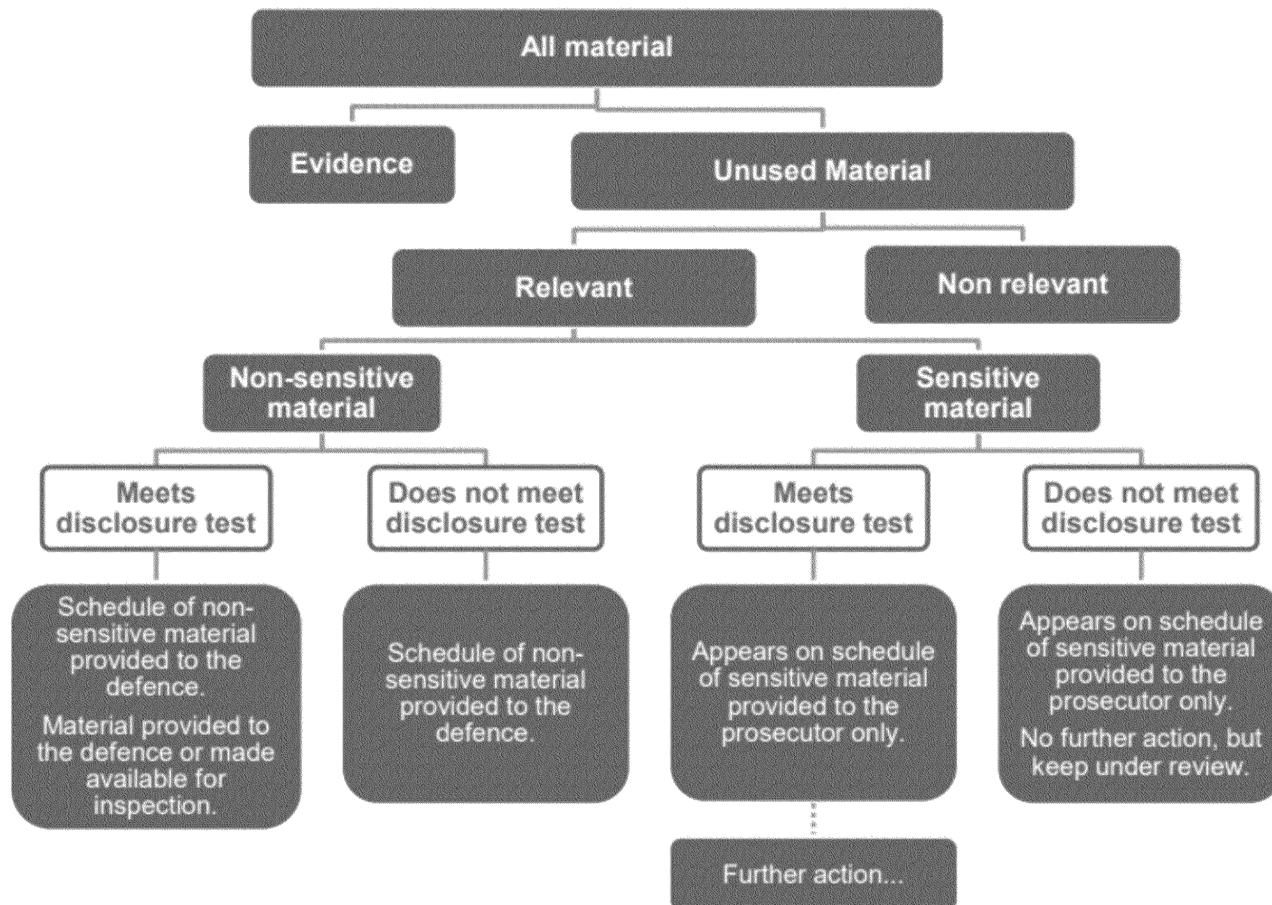 All material
Evidence
Unused Material
Relevant
Non relevant
Non-sensitive
material
Sensitive
material
Meets
disclosure test
Does not meet
disclosure test
Meets
disclosure test
Does not meet
disclosure test
Schedule of non-
sensitive material
provided to the
defence.
Material provided to
the defence or made
available for
inspection.
Schedule of non-
sensitive material
provided to the
defence.
Appears on schedule
of sensitive material
provided to the
prosecutor only.
Appears on schedule
of sensitive material
provided to the
prosecutor only.
No further action, but
keep under review.
Further action...